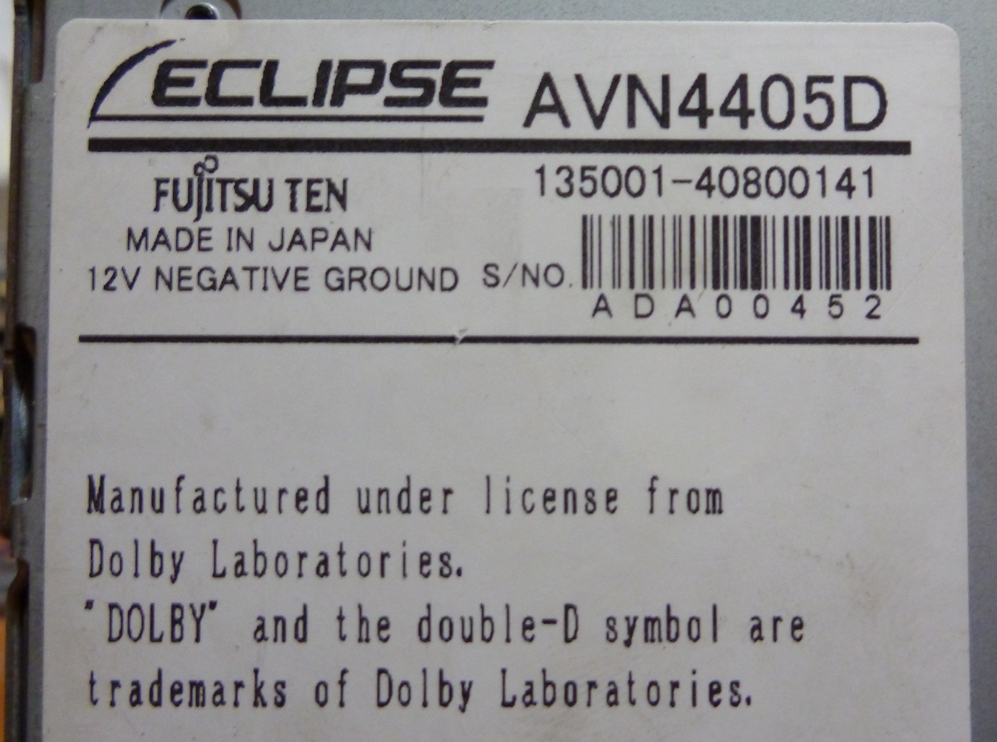 ECLIPSE AVN4405D
FUJITSU TEN 135001-40800141
MADE IN JAPAN
12V NEGATIVE GROUND S/NO.
ADA00452
Manufactured under license from
Dolby Laboratories.
"DOLBY" and the double-D symbol are
trademarks of Dolby Laboratories.